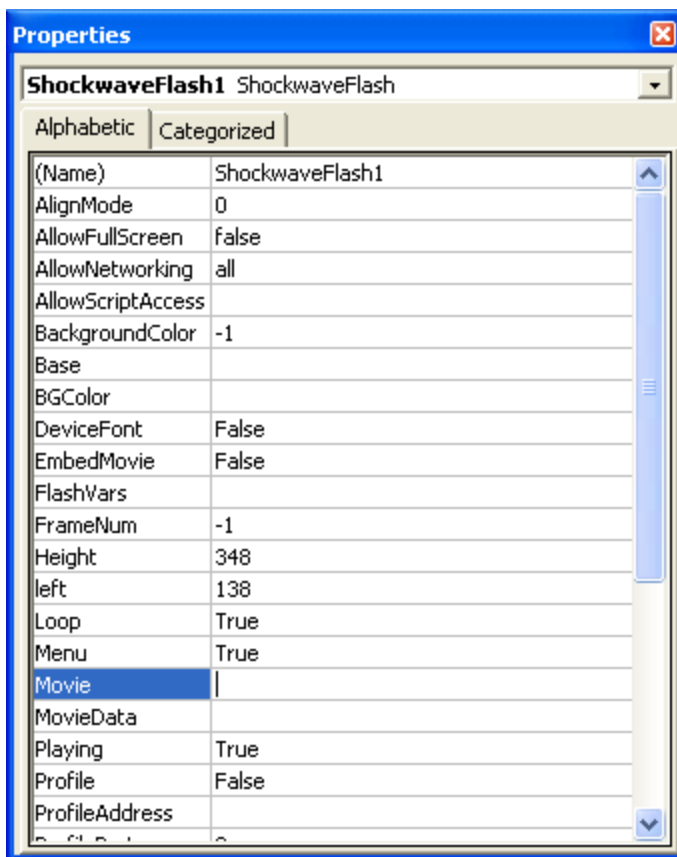 Properties
ShockwaveFlash1 ShockwaveFlash
Alphabetic Categorized
(Name) ShockwaveFlash1
AlignMode 0
AllowFullScreen false
AllowNetworking all
AllowScriptAccess
BackgroundColor -1
Base
BGColor
DeviceFont False
EmbedMovie False
FlashVars
FrameNum -1
Height 348
left 138
Loop True
Menu True
Movie
MovieData
Playing True
Profile False
ProfileAddress